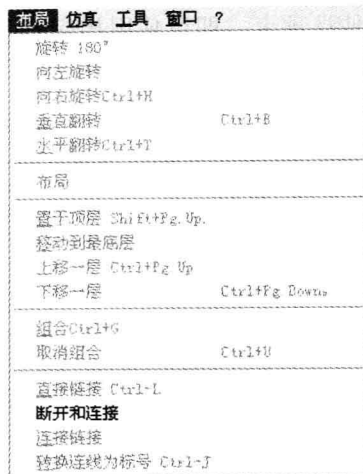 布局 仿真 工具 窗口 ?
旋转 180°
向左旋转
向右旋转Ctrl+H
垂直翻转 Ctrl+B
水平翻转Ctrl+T
布局
置于顶层 Shift+Pg.Up.
移动到最底层
上移一层 Ctrl+Pg Up
下移一层 Ctrl+Pg Down。
组合Ctrl+G
取消组合 Ctrl+U
直接链接 Ctrl-L
断开和连接
连接链接
转换连线为标号 Ctrl-J